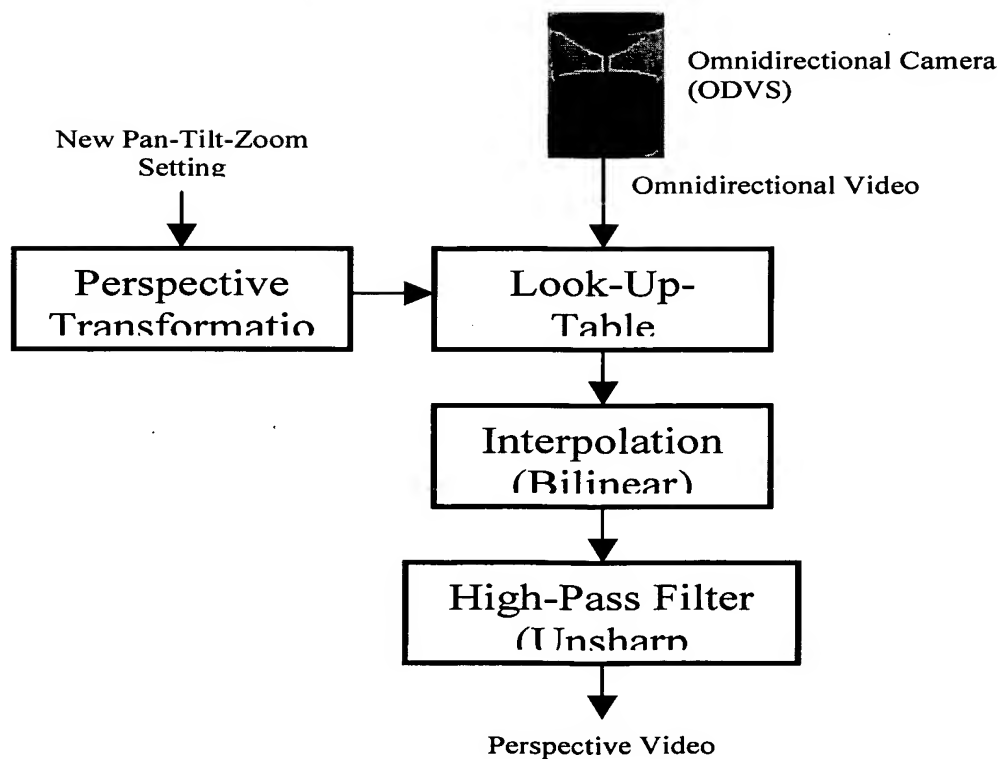 Omnidirectional Camera
(ODVS)
New Pan-Tilt-Zoom
Setting
Omnidirectional Video
Perspective
Transformatio
Look-Up-
Table
Interpolation
(Bilinear)
High-Pass Filter
(Unsharp
Perspective Video